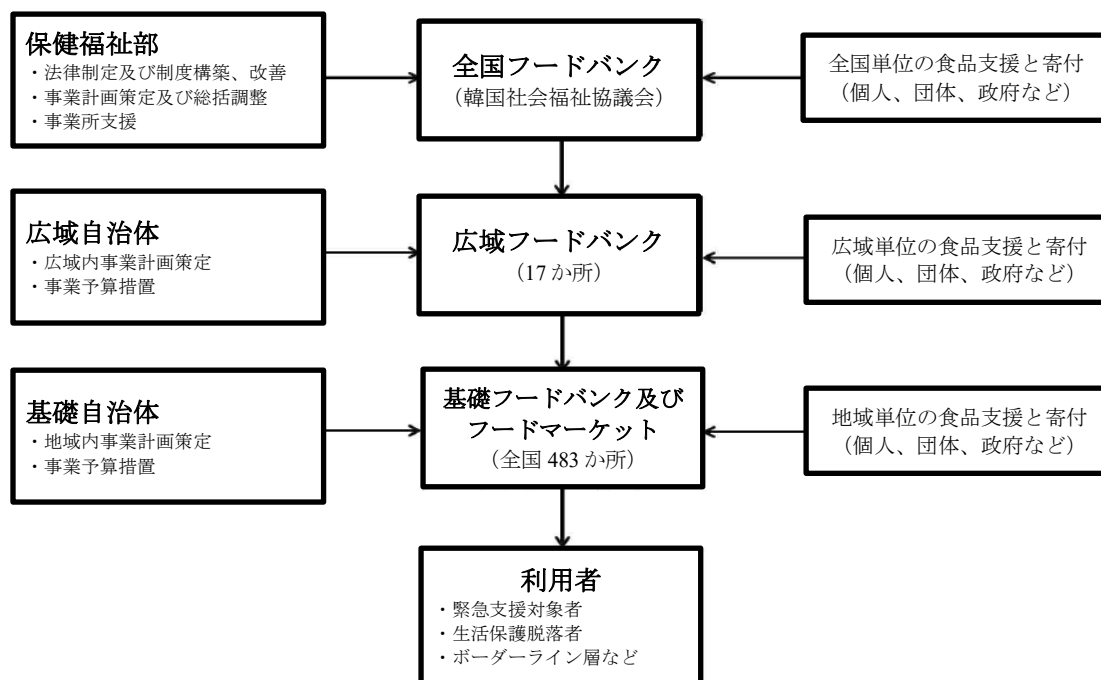 保健福祉部
・法律制定及び制度構築、改善
・事業計画策定及び総括調整
・事業所支援
全国フードバンク
（韓国社会福祉協議会）
全国単位の食品支援と寄付
（個人、団体、政府など）
広域自治体
・広域内事業計画策定
・事業予算措置
広域フードバンク
（17か所）
広域単位の食品支援と寄付
（個人、団体、政府など）
基礎自治体
・地域内事業計画策定
・事業予算措置
基礎フードバンク及び
フードマーケット
（全国 483 か所）
地域単位の食品支援と寄付
（個人、団体、政府など）
利用者
・緊急支援対象者
・生活保護脱落者
・ボーダーライン層など